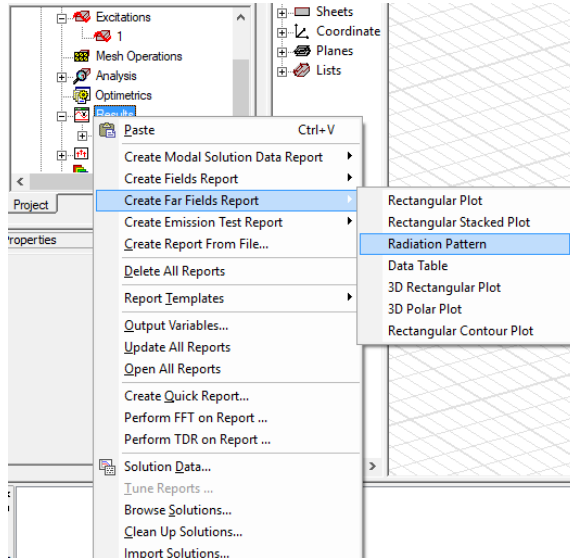 Excitations
1
Mesh Operations
Analysis
Optimetrics
Results
Project
Properties
Sheets
Coordinate
Planes
Lists
Paste Ctrl+V
Create Modal Solution Data Report
Create Fields Report
Create Far Fields Report
Create Emission Test Report
Create Report From File...
Delete All Reports
Report Templates
Output Variables...
Update All Reports
Open All Reports
Create Quick Report...
Perform FFT on Report ...
Perform TDR on Report ...
Solution Data...
Tune Reports ...
Browse Solutions...
Clean Up Solutions...
Import Solutions...
Rectangular Plot
Rectangular Stacked Plot
Radiation Pattern
Data Table
3D Rectangular Plot
3D Polar Plot
Rectangular Contour Plot